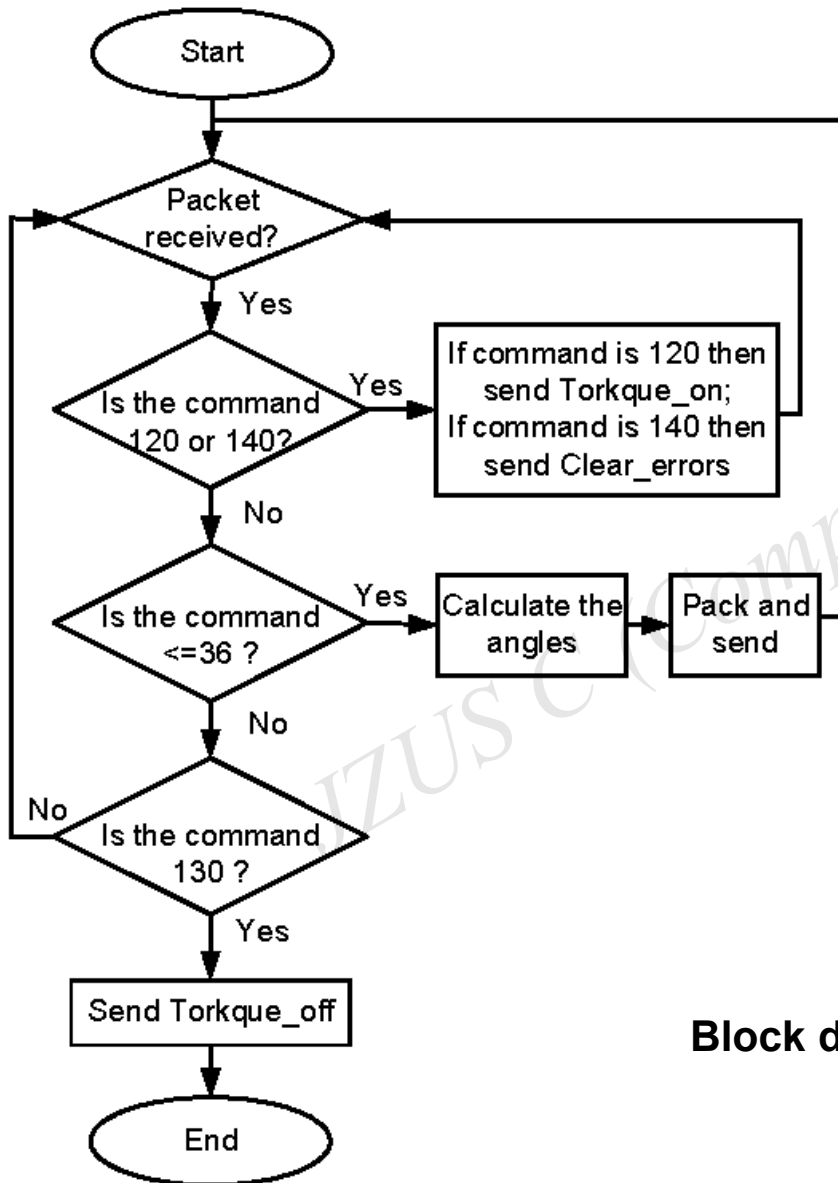 Start
Packet
received?
Yes
Is the command
120 or 140?
Yes
If command is 120 then
send Torkque_on;
If command is 140 then
send Clear_errors
No
Is the command
<=36 ?
Yes
Calculate the
angles
Pack and
send
No
No
Is the command
130 ?
Yes
Send Torkque_off
End
Block d
JZUS C (Comp